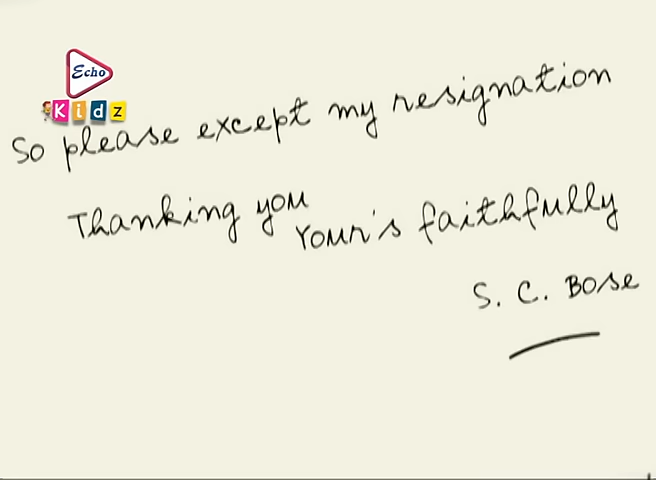 Echo
Kidz
So please except my resignation
Thanking you
Your's faithfully
S. C. Bose